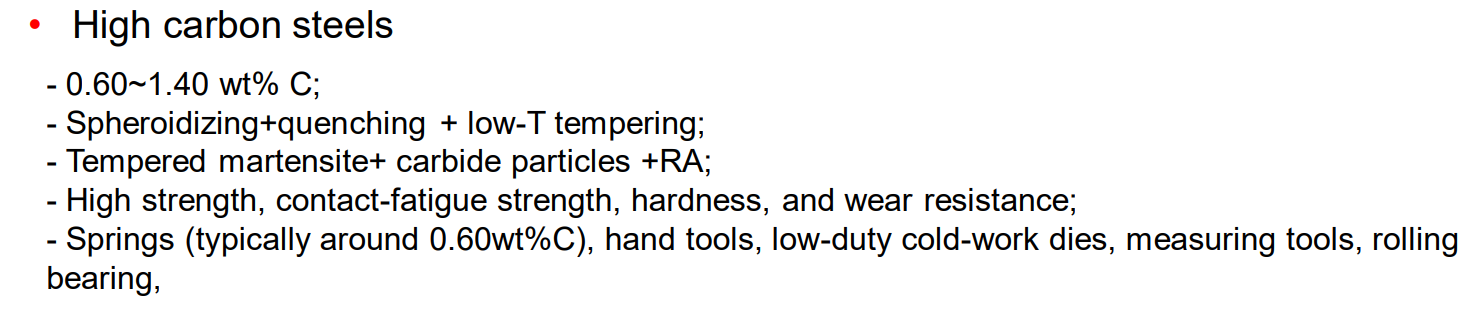 • High carbon steels
- 0.60~1.40 wt% C;
- Spheroidizing+quenching + low-T tempering;
- Tempered martensite+ carbide particles +RA;
- High strength, contact-fatigue strength, hardness, and wear resistance;
- Springs (typically around 0.60wt%C), hand tools, low-duty cold-work dies, measuring tools, rolling
bearing,